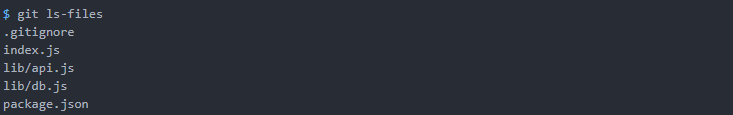 $ git ls-files
.gitignore
index.js
lib/api.js
lib/db.js
package.json